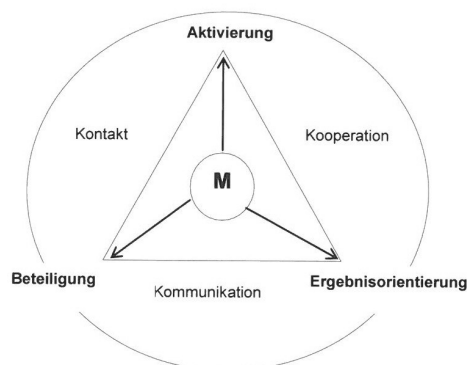 Aktivierung
Kontakt
Kooperation
M
Beteiligung
Ergebnisorientierung
Kommunikation